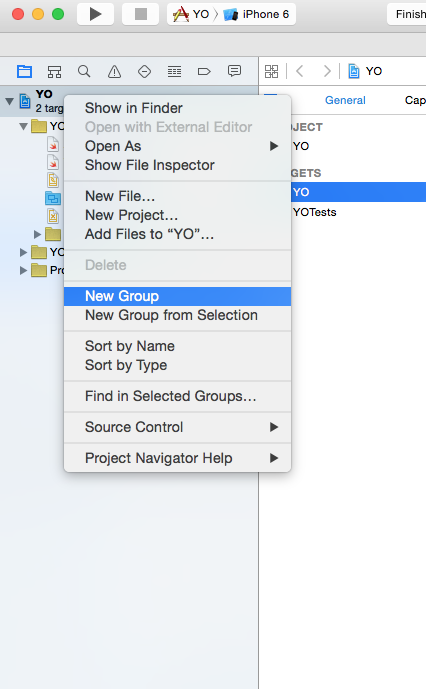 YO
iPhone 6
Finish
YO
2 targ
YO
General
Cap
YO
YO
Pro
Show in Finder
Open with External Editor
Open As
Show File Inspector
New File…
New Project…
Add Files to “YO”…
Delete
New Group
New Group from Selection
Sort by Name
Sort by Type
Find in Selected Groups…
Source Control
Project Navigator Help
OJECT
YO
GETS
YO
YOTests